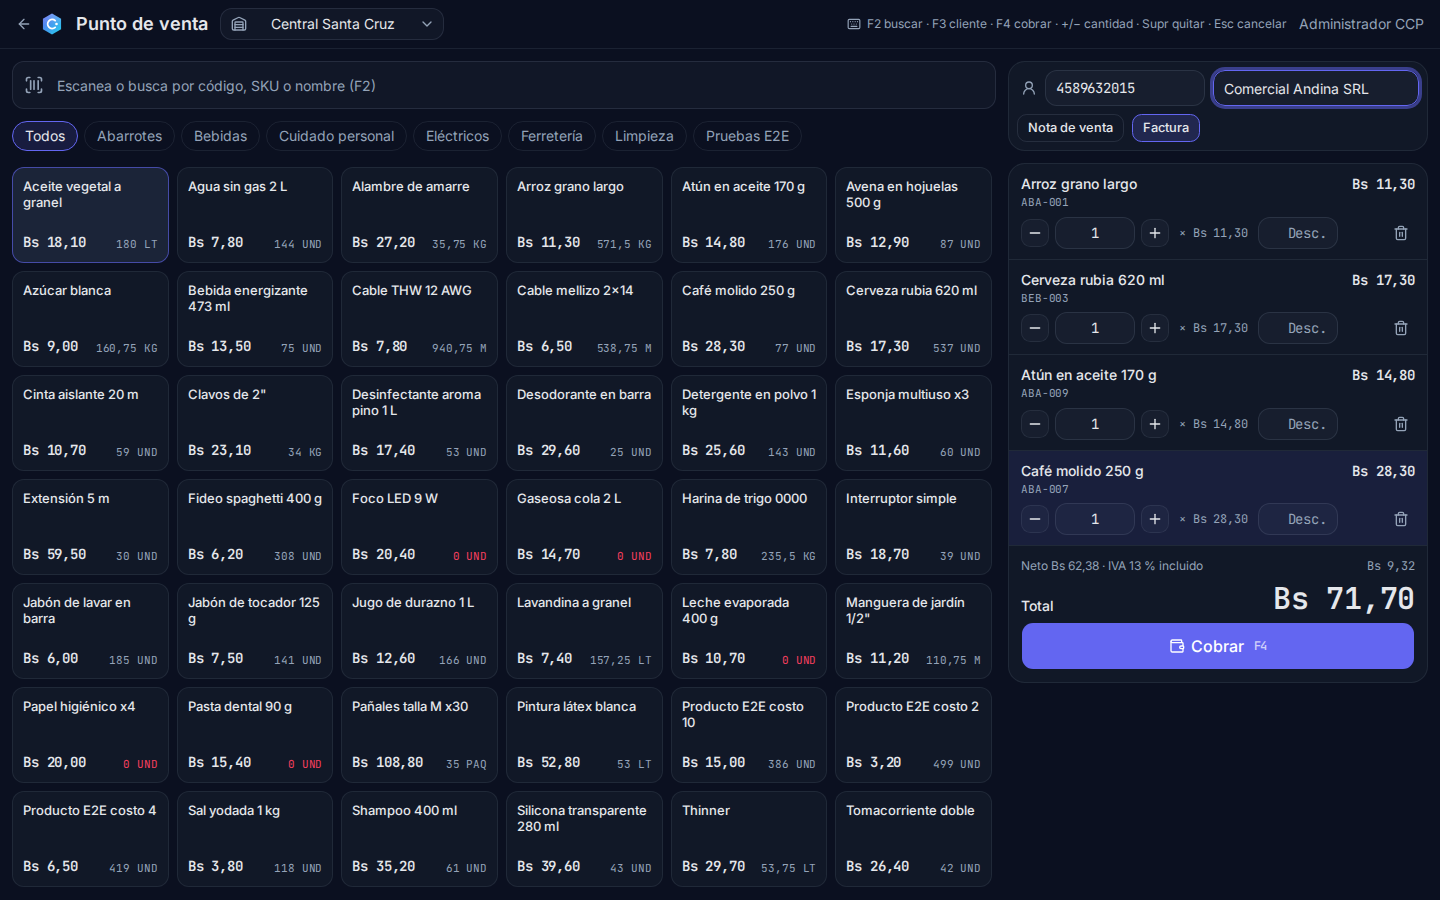 Punto de venta
Central Santa Cruz
F2 buscar · F3 cliente · F4 cobrar · +/− cantidad · Supr quitar · Esc cancelar
Administrador CCP
Escanea o busca por código, SKU o nombre (F2)
Todos
Abarrotes
Bebidas
Cuidado personal
Eléctricos
Ferretería
Limpieza
Pruebas E2E
Aceite vegetal a
granel
Bs 18,10
180 LT
Agua sin gas 2 L
Bs 7,80
144 UND
Alambre de amarre
Bs 27,20
35,75 KG
Arroz grano largo
Bs 11,30
571,5 KG
Atún en aceite 170 g
Bs 14,80
176 UND
Avena en hojuelas
500 g
Bs 12,90
87 UND
Azúcar blanca
Bs 9,00
160,75 KG
Bebida energizante
473 ml
Bs 13,50
75 UND
Cable THW 12 AWG
Bs 7,80
940,75 M
Cable mellizo 2×14
Bs 6,50
538,75 M
Café molido 250 g
Bs 28,30
77 UND
Cerveza rubia 620 ml
Bs 17,30
537 UND
Cinta aislante 20 m
Bs 10,70
59 UND
Clavos de 2"
Bs 23,10
34 KG
Desinfectante aroma
pino 1 L
Bs 17,40
53 UND
Desodorante en barra
Bs 29,60
25 UND
Detergente en polvo 1
kg
Bs 25,60
143 UND
Esponja multiuso x3
Bs 11,60
60 UND
Extensión 5 m
Bs 59,50
30 UND
Fideo spaghetti 400 g
Bs 6,20
308 UND
Foco LED 9 W
Bs 20,40
0 UND
Gaseosa cola 2 L
Bs 14,70
0 UND
Harina de trigo 0000
Bs 7,80
235,5 KG
Interruptor simple
Bs 18,70
39 UND
Jabón de lavar en
barra
Bs 6,00
185 UND
Jabón de tocador 125
g
Bs 7,50
141 UND
Jugo de durazno 1 L
Bs 12,60
166 UND
Lavandina a granel
Bs 7,40
157,25 LT
Leche evaporada
400 g
Bs 10,70
0 UND
Manguera de jardín
1/2"
Bs 11,20
110,75 M
Papel higiénico x4
Bs 20,00
0 UND
Pasta dental 90 g
Bs 15,40
0 UND
Pañales talla M x30
Bs 108,80
35 PAQ
Pintura látex blanca
Bs 52,80
53 LT
Producto E2E costo
10
Bs 15,00
386 UND
Producto E2E costo 2
Bs 3,20
499 UND
Producto E2E costo 4
Bs 6,50
419 UND
Sal yodada 1 kg
Bs 3,80
118 UND
Shampoo 400 ml
Bs 35,20
61 UND
Silicona transparente
280 ml
Bs 39,60
43 UND
Thinner
Bs 29,70
53,75 LT
Tomacorriente doble
Bs 26,40
42 UND
4589632015
Comercial Andina SRL
Nota de venta
Factura
Arroz grano largo
Bs 11,30
ABA-001
− 1 + × Bs 11,30 Desc.
Cerveza rubia 620 ml
Bs 17,30
BEB-003
− 1 + × Bs 17,30 Desc.
Atún en aceite 170 g
Bs 14,80
ABA-009
− 1 + × Bs 14,80 Desc.
Café molido 250 g
Bs 28,30
ABA-007
− 1 + × Bs 28,30 Desc.
Neto Bs 62,38 · IVA 13 % incluido
Bs 9,32
Total
Bs 71,70
Cobrar F4